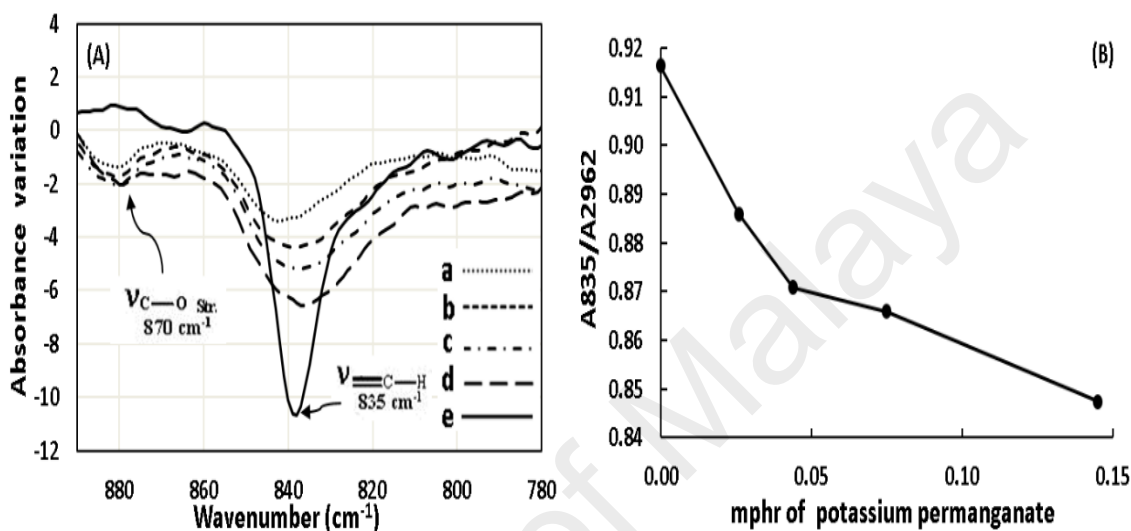 (A)
Absorbance variation
4
2
0
-2
-4
-6
-8
-10
-12
νC—O Str.
870 cm-1
ν═C—H
835 cm-1
a
b
c
d
e
880 860 840 820 800 780
Wavenumber (cm-1)
(B)
A835/A2962
0.92
0.91
0.90
0.89
0.88
0.87
0.86
0.85
0.84
0.00 0.05 0.10 0.15
mphr of potassium permanganate
of Malaya